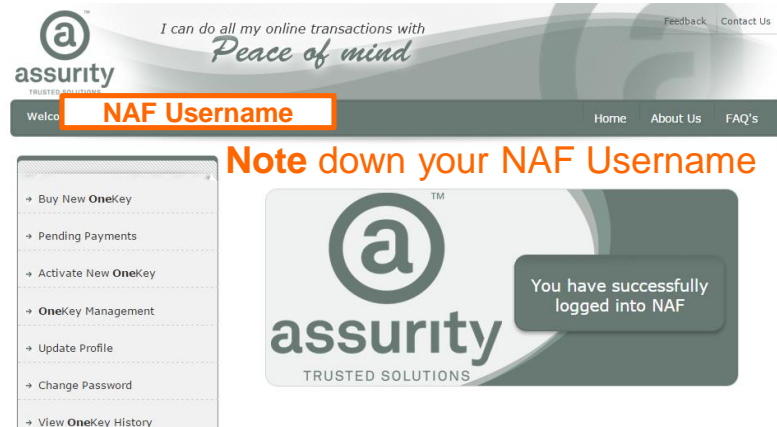 I can do all my online transactions with
Peace of mind
Feedback
Contact Us
a
assurity
TRUSTED SOLUTIONS
Welco
NAF Username
Home
About Us
FAQ's
Note down your NAF Username
→ Buy New OneKey
→ Pending Payments
→ Activate New OneKey
→ OneKey Management
→ Update Profile
→ Change Password
→ View OneKey History
TM
a
assurity
TRUSTED SOLUTIONS
You have successfully
logged into NAF